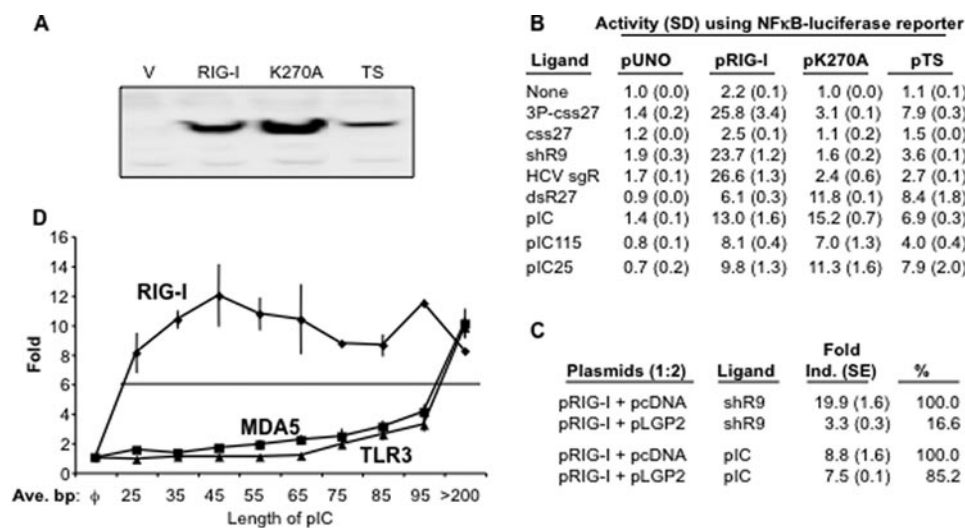 A
V RIG-I K270A TS
B
Activity (SD) using NFκB-luciferase reporter
Ligand pUNO pRIG-I pK270A pTS
None 1.0 (0.0) 2.2 (0.1) 1.0 (0.0) 1.1 (0.1)
3P-css27 1.4 (0.2) 25.8 (3.4) 3.1 (0.1) 7.9 (0.3)
css27 1.2 (0.0) 2.5 (0.1) 1.1 (0.2) 1.5 (0.0)
shR9 1.9 (0.3) 23.7 (1.2) 1.6 (0.2) 3.6 (0.1)
HCV sgR 1.7 (0.1) 26.6 (1.3) 2.4 (0.6) 2.7 (0.1)
dsR27 0.9 (0.0) 6.1 (0.3) 11.8 (0.1) 8.4 (1.8)
pIC 1.4 (0.1) 13.0 (1.6) 15.2 (0.7) 6.9 (0.3)
pIC115 0.8 (0.1) 8.1 (0.4) 7.0 (1.3) 4.0 (0.4)
pIC25 0.7 (0.2) 9.8 (1.3) 11.3 (1.6) 7.9 (2.0)
C
Fold
Plasmids (1:2) Ligand Ind. (SE) %
pRIG-I + pcDNA shR9 19.9 (1.6) 100.0
pRIG-I + pLGP2 shR9 3.3 (0.3) 16.6
pRIG-I + pcDNA pIC 8.8 (1.6) 100.0
pRIG-I + pLGP2 pIC 7.5 (0.1) 85.2
D
16
14
12
10
8
6
4
2
0
Fold
RIG-I
MDA5
TLR3
Ave. bp: ϕ 25 35 45 55 65 75 85 95 >200
Length of pIC